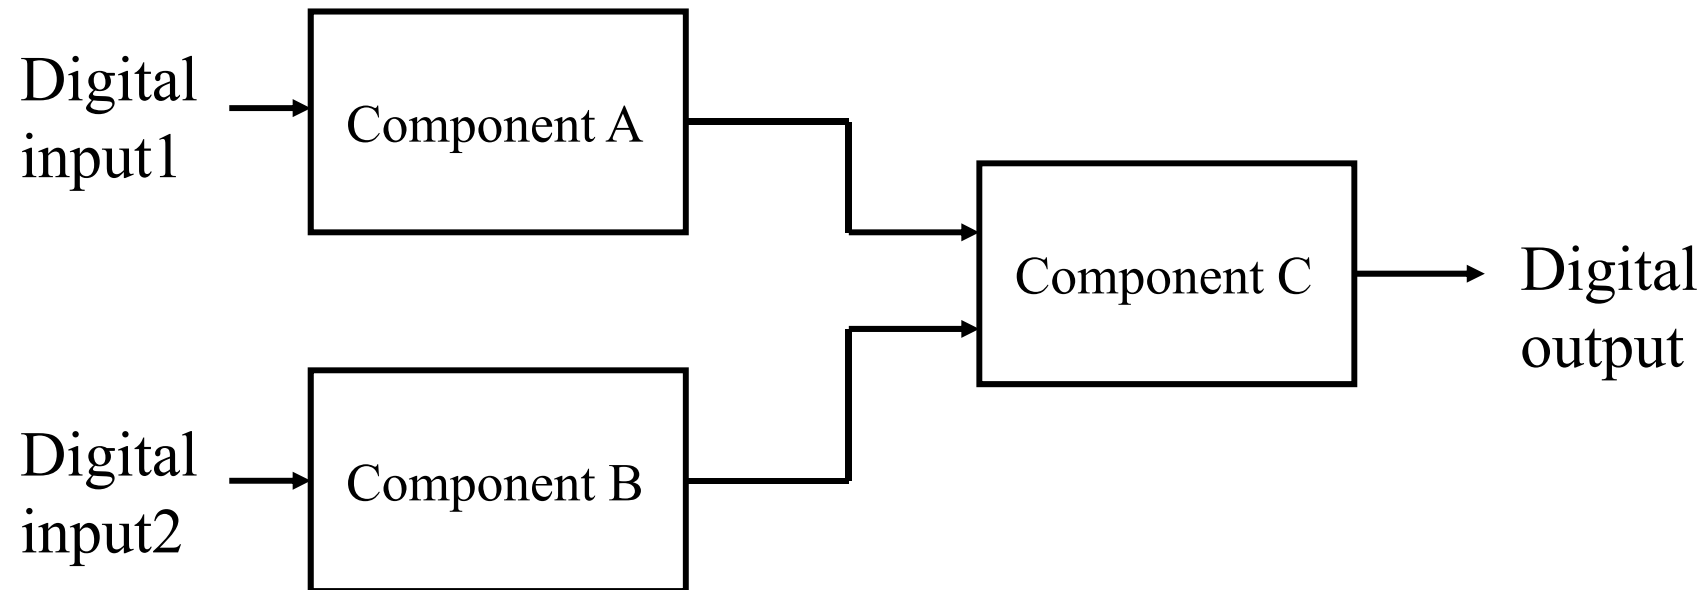 Digital
input1
Component A
Component C
Digital
output
Digital
input2
Component B